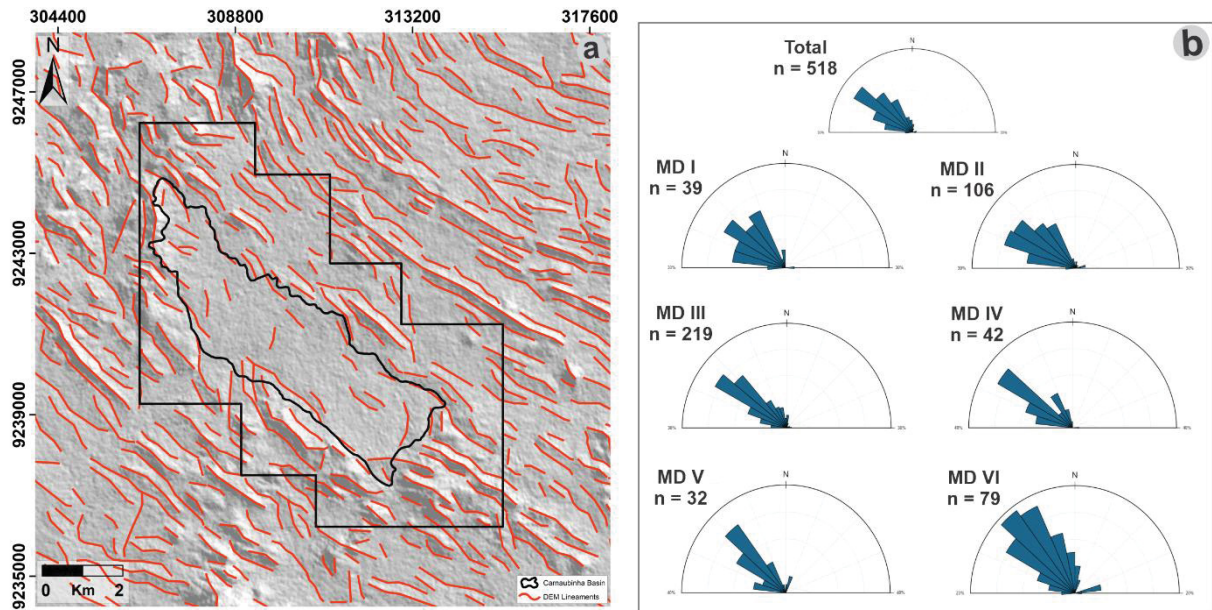 304400 308800 313200 317600
a
N
9247000
9243000
9239000
9235000
0 Km 2
Carnaubinha Basin
DEM Lineaments
b
Total
n = 518
N
MD I
n = 39
N
MD II
n = 106
N
MD III
n = 219
N
MD IV
n = 42
N
MD V
n = 32
N
MD VI
n = 79
N